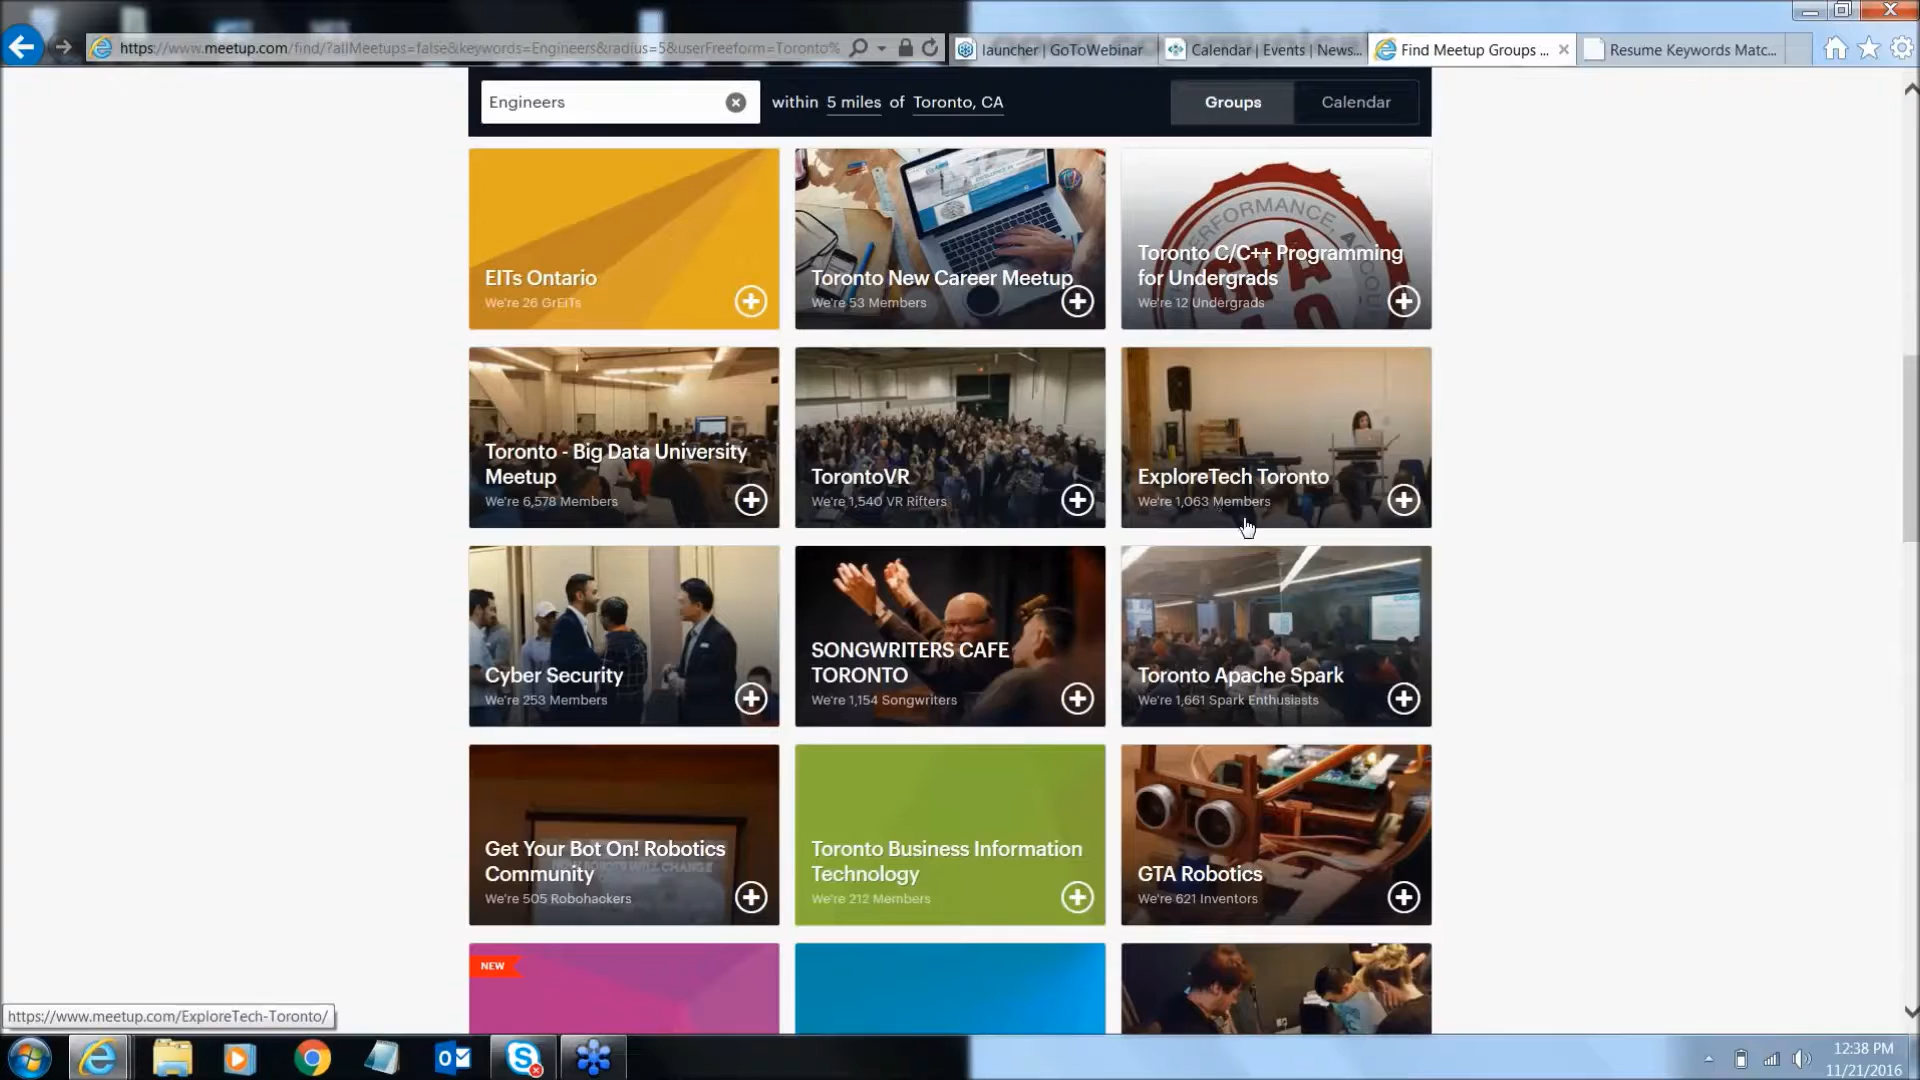 https://www.meetup.com/find/?allMeetups=false&keywords=Engineers&radius=5&userFreeform=Toronto%
launcher | GoToWebinar
Calendar | Events | News...
Find Meetup Groups ...
Resume Keywords Matc...
Engineers
within 5 miles of Toronto, CA
Groups
Calendar
EITs Ontario
We're 26 GrEITs
Toronto New Career Meetup
We're 53 Members
ERFORMANCE, ACCOU
CPA
Toronto C/C++ Programming
for Undergrads
We're 12 Undergrads
Toronto - Big Data University
Meetup
We're 6,578 Members
TorontoVR
We're 1,540 VR Rifters
ExploreTech Toronto
We're 1,063 Members
Cyber Security
We're 253 Members
SONGWRITERS CAFE
TORONTO
We're 1,154 Songwriters
Toronto Apache Spark
We're 1,661 Spark Enthusiasts
Get Your Bot On! Robotics
Community
We're 505 Robohackers
Toronto Business Information
Technology
We're 212 Members
GTA Robotics
We're 621 Inventors
NEW
https://www.meetup.com/ExploreTech-Toronto/
12:38 PM
11/21/2016